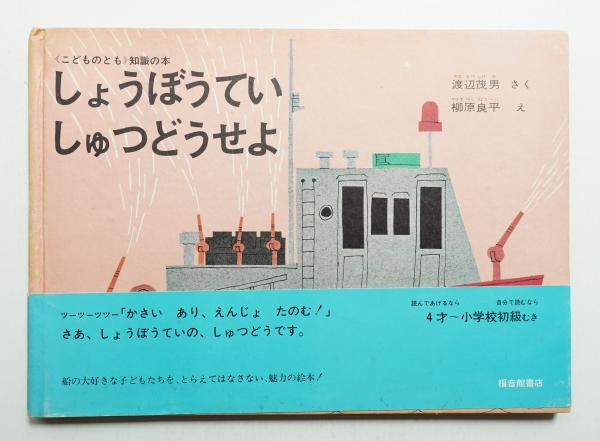 〈こどものとも〉知識の本
しょうぼうてい
しゅつどうせよ
渡辺茂男 さく
柳原良平 え
ツーツーツツー「かさい あり、えんじょ たのむ!」
さあ、しょうぼうていの、しゅつどうです。
読んであげるなら 自分で読むなら
4才〜小学校初級むき
船の大好きな子どもたちを、とらえてはなさない、魅力の絵本!
福音館書店